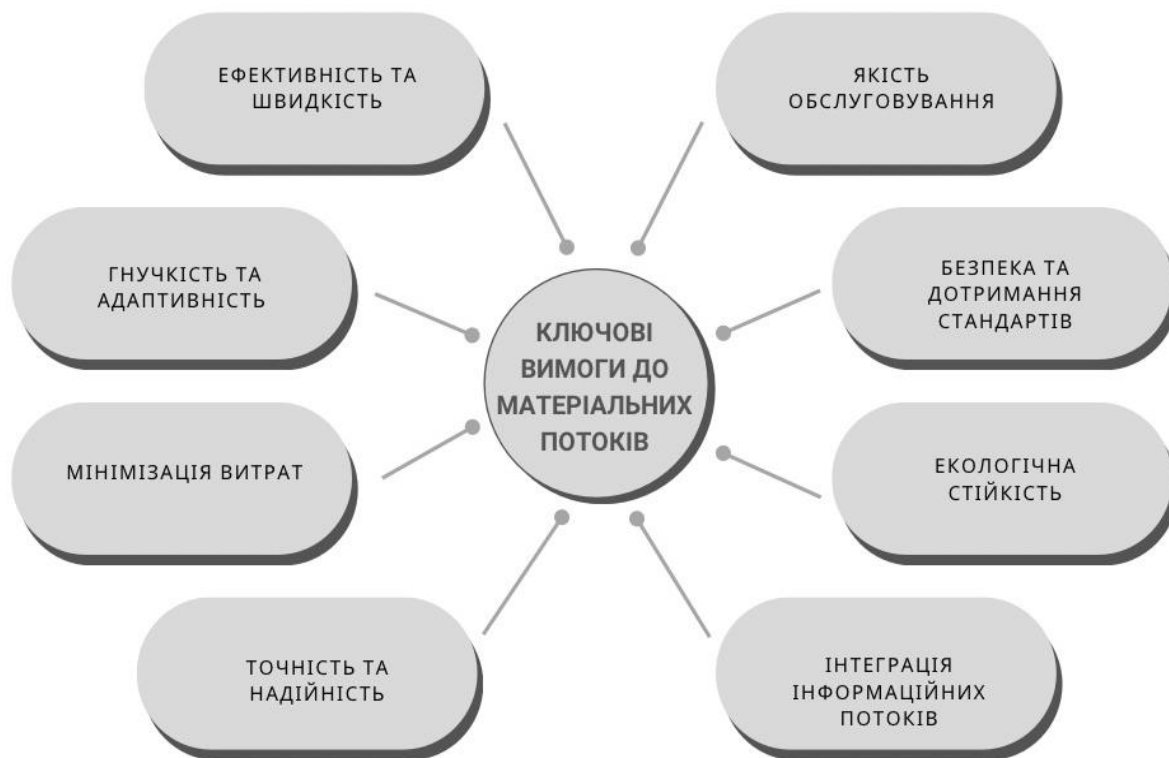 ЕФЕКТИВНІСТЬ ТА
ШВИДКІСТЬ
ЯКІСТЬ
ОБСЛУГОВУВАННЯ
ГНУЧКІСТЬ ТА
АДАПТИВНІСТЬ
БЕЗПЕКА ТА
ДОТРИМАННЯ
СТАНДАРТІВ
КЛЮЧОВІ
ВИМОГИ ДО
МАТЕРІАЛЬНИХ
ПОТОКІВ
МІНІМІЗАЦІЯ ВИТРАТ
ЕКОЛОГІЧНА
СТІЙКІСТЬ
ТОЧНІСТЬ ТА
НАДІЙНІСТЬ
ІНТЕГРАЦІЯ
ІНФОРМАЦІЙНИХ
ПОТОКІВ